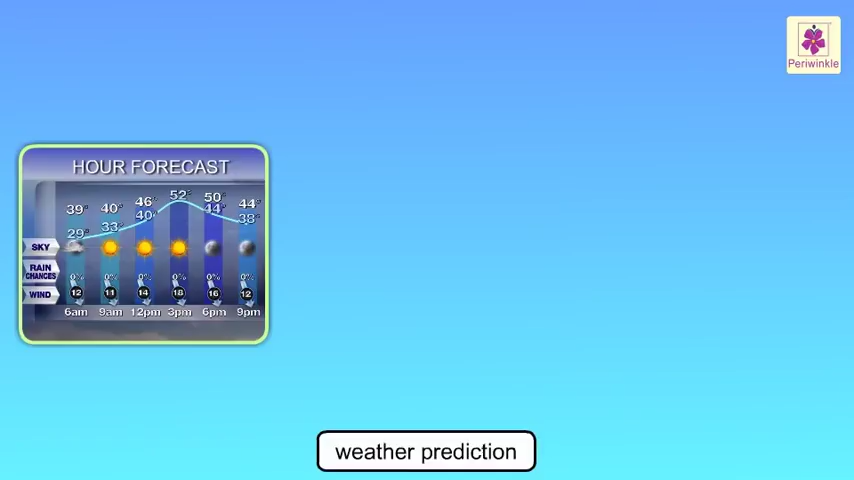 Periwinkle
HOUR FORECAST
39° 40° 46° 52° 50° 44°
29° 33° 40° 44° 38°
SKY
RAIN CHANCES
0% 0% 0% 0% 0% 0%
WIND
12 11 14 18 16 12
6am 9am 12pm 3pm 6pm 9pm
weather prediction